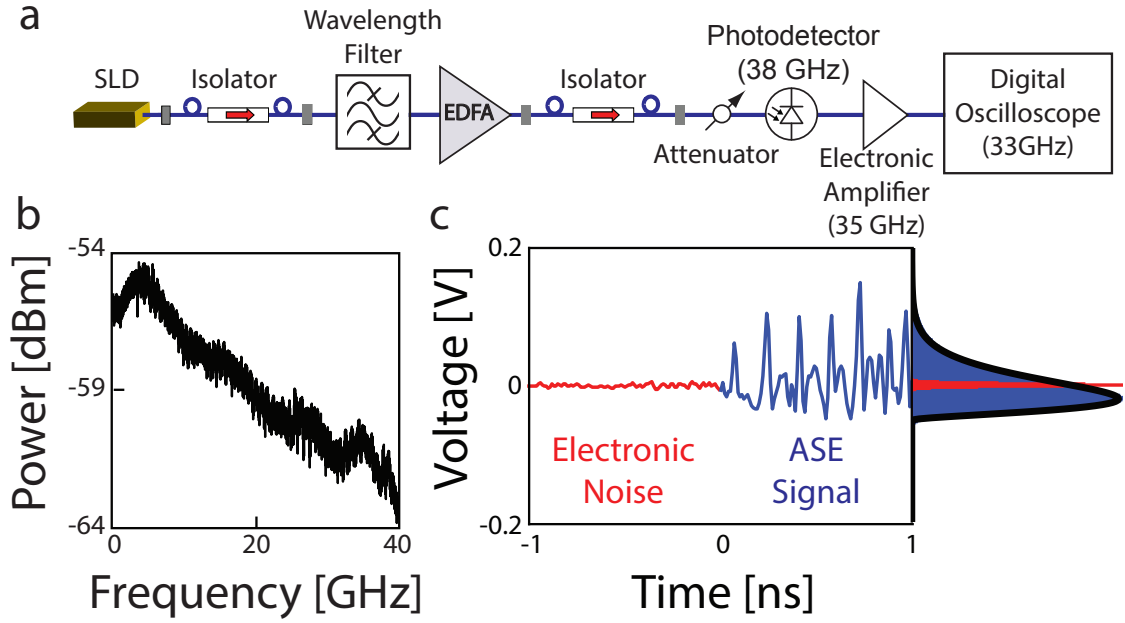 a
SLD
Isolator
Wavelength
Filter
EDFA
Isolator
Attenuator
Photodetector
(38 GHz)
Electronic
Amplifier
(35 GHz)
Digital
Oscilloscope
(33GHz)
b
Power [dBm]
-54
-59
-64
0
20
40
Frequency [GHz]
c
Voltage [V]
0.2
0
-0.2
Electronic
Noise
ASE
Signal
-1
0
1
Time [ns]